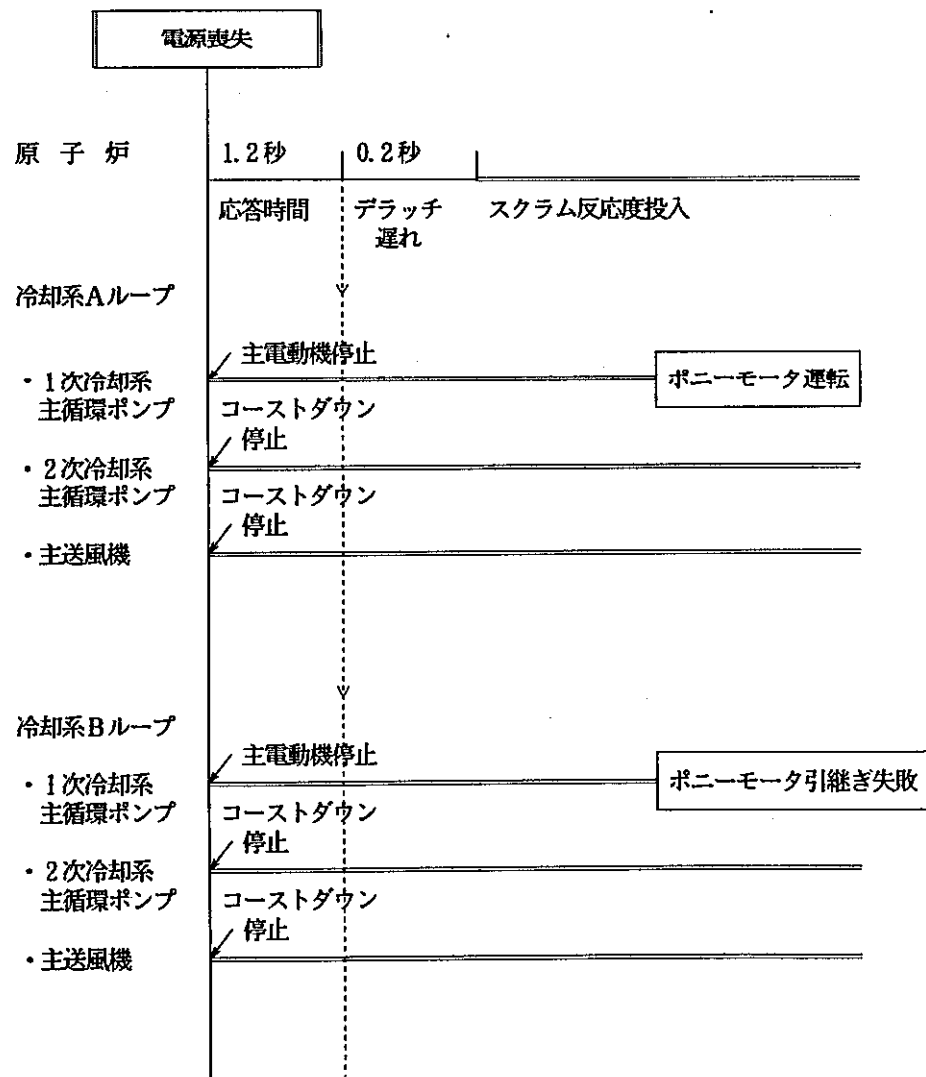 電源喪失
原 子 炉
1.2秒
0.2秒
応答時間
デラッチ
遅れ
スクラム反応度投入
冷却系Aループ
主電動機停止
・1次冷却系
主循環ポンプ
ポニーモータ運転
コーストダウン
停止
・2次冷却系
主循環ポンプ
コーストダウン
停止
・主送風機
冷却系Bループ
主電動機停止
・1次冷却系
主循環ポンプ
ポニーモータ引継ぎ失敗
コーストダウン
停止
・2次冷却系
主循環ポンプ
コーストダウン
停止
・主送風機